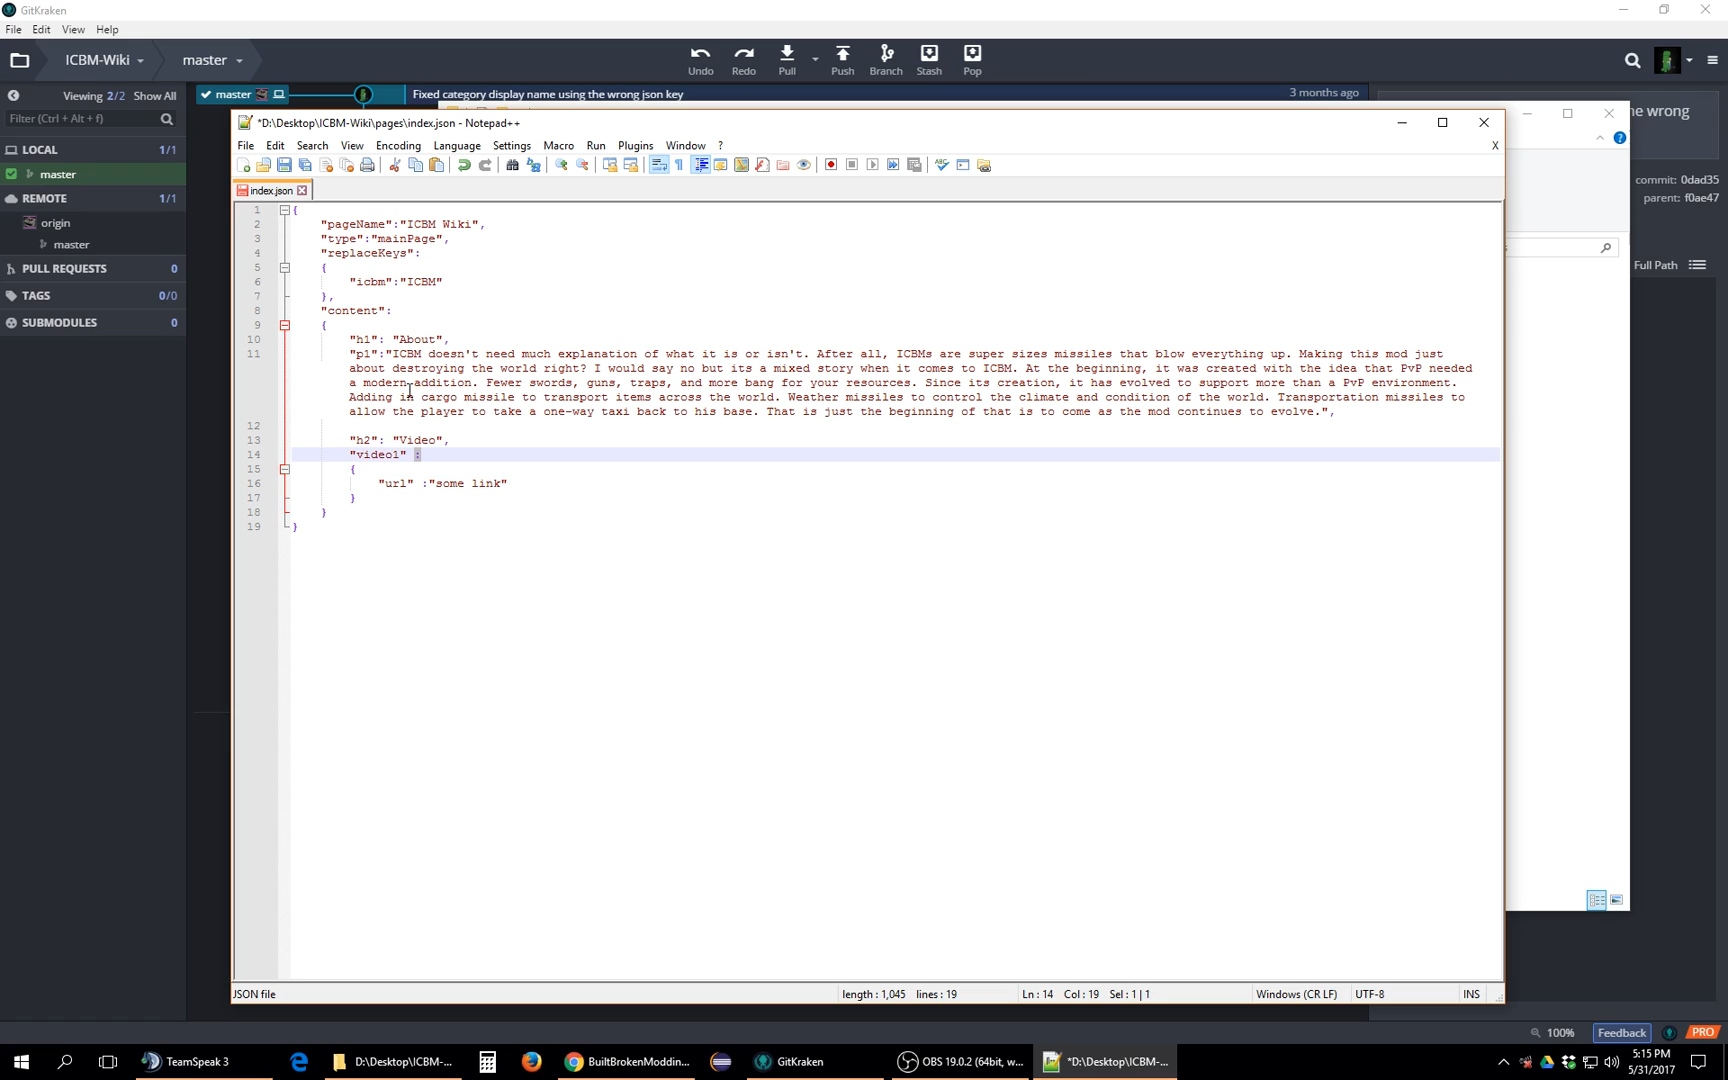 GitKraken
File Edit View Help
ICBM-Wiki master Undo Redo Pull Push Branch Stash Pop
Viewing 2/2 Show All
master Fixed category display name using the wrong json key 3 months ago
Filter (Ctrl + Alt + f)
LOCAL 1/1
master
REMOTE 1/1
origin
master
PULL REQUESTS 0
TAGS 0/0
SUBMODULES 0
he wrong
commit: 0dad35
parent: f0ae47
Full Path
*D:\Desktop\ICBM-Wiki\pages\index.json - Notepad++
File Edit Search View Encoding Language Settings Macro Run Plugins Window ? X
index.json
1 {
2 "pageName":"ICBM Wiki",
3 "type":"mainPage",
4 "replaceKeys":
5 {
6 "icbm":"ICBM"
7 },
8 "content":
9 {
10 "h1": "About",
11 "p1":"ICBM doesn't need much explanation of what it is or isn't. After all, ICBMs are super sizes missiles that blow everything up. Making this mod just
about destroying the world right? I would say no but its a mixed story when it comes to ICBM. At the beginning, it was created with the idea that PvP needed
a modern addition. Fewer swords, guns, traps, and more bang for your resources. Since its creation, it has evolved to support more than a PvP environment.
Adding in cargo missile to transport items across the world. Weather missiles to control the climate and condition of the world. Transportation missiles to
allow the player to take a one-way taxi back to his base. That is just the beginning of that is to come as the mod continues to evolve.",
12
13 "h2": "Video",
14 "video1" :
15 {
16 "url" :"some link"
17 }
18 }
19 }
JSON file length : 1,045 lines : 19 Ln : 14 Col : 19 Sel : 1 | 1 Windows (CR LF) UTF-8 INS
100% Feedback PRO
TeamSpeak 3 D:\Desktop\ICBM-... BuiltBrokenModdin... GitKraken OBS 19.0.2 (64bit, w... *D:\Desktop\ICBM-... 5:15 PM
5/31/2017